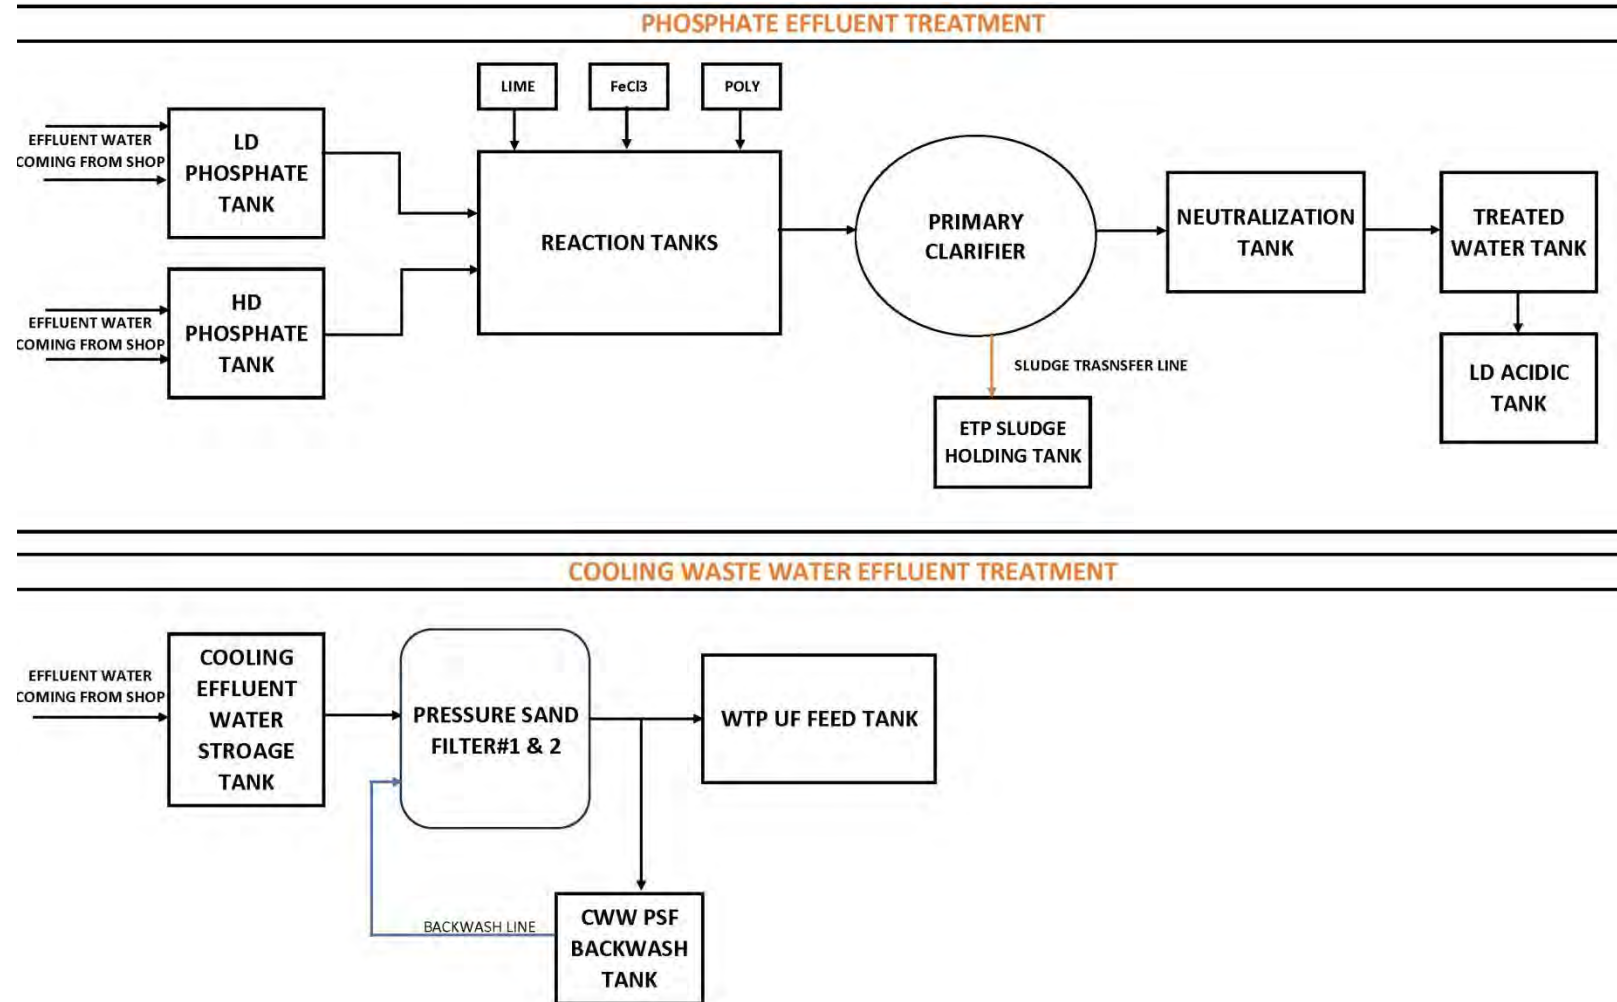 PHOSPHATE EFFLUENT TREATMENT
LIME
FeCl3
POLY
EFFLUENT WATER
COMING FROM SHOP
LD
PHOSPHATE
TANK
REACTION TANKS
PRIMARY
CLARIFIER
NEUTRALIZATION
TANK
TREATED
WATER TANK
EFFLUENT WATER
COMING FROM SHOP
HD
PHOSPHATE
TANK
SLUDGE TRASNSFER LINE
LD ACIDIC
TANK
ETP SLUDGE
HOLDING TANK
COOLING WASTE WATER EFFLUENT TREATMENT
EFFLUENT WATER
COMING FROM SHOP
COOLING
EFFLUENT
WATER
STROAGE
TANK
PRESSURE SAND
FILTER#1 & 2
WTP UF FEED TANK
BACKWASH LINE
CWW PSF
BACKWASH
TANK